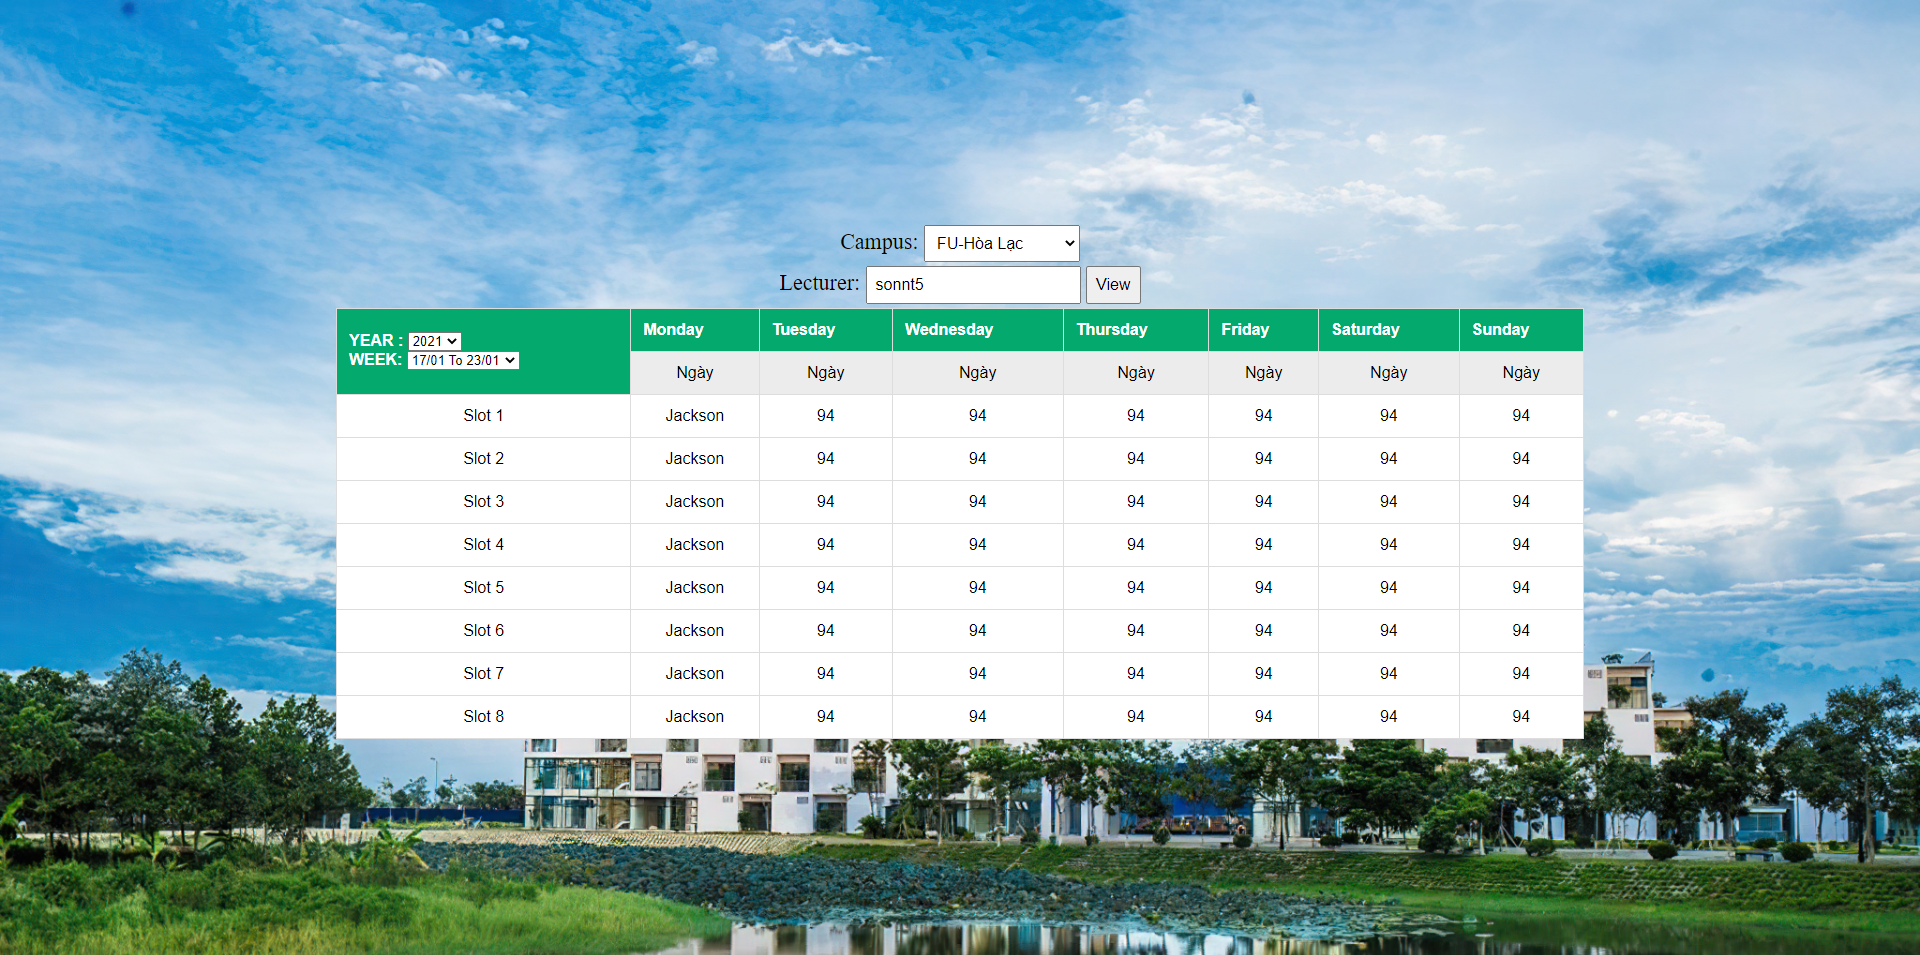 Campus: FU-Hòa Lạc
Lecturer: sonnt5 View
YEAR : 2021 Monday Tuesday Wednesday Thursday Friday Saturday Sunday
WEEK: 17/01 To 23/01
Ngày Ngày Ngày Ngày Ngày Ngày Ngày
Slot 1 Jackson 94 94 94 94 94 94
Slot 2 Jackson 94 94 94 94 94 94
Slot 3 Jackson 94 94 94 94 94 94
Slot 4 Jackson 94 94 94 94 94 94
Slot 5 Jackson 94 94 94 94 94 94
Slot 6 Jackson 94 94 94 94 94 94
Slot 7 Jackson 94 94 94 94 94 94
Slot 8 Jackson 94 94 94 94 94 94